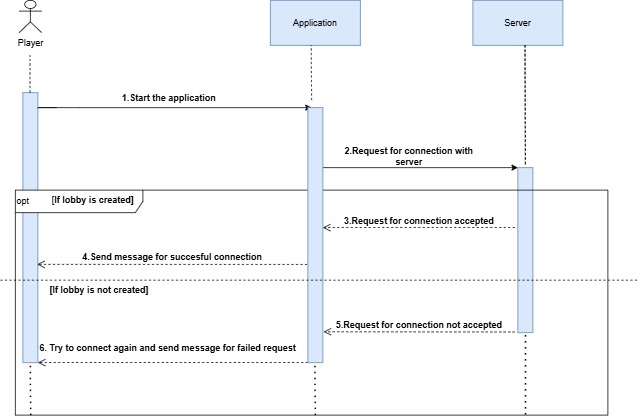 Player
Application
Server
1.Start the application
2.Request for connection with
server
opt
[If lobby is created]
3.Request for connection accepted
4.Send message for succesful connection
[If lobby is not created]
5.Request for connection not accepted
6. Try to connect again and send message for failed request